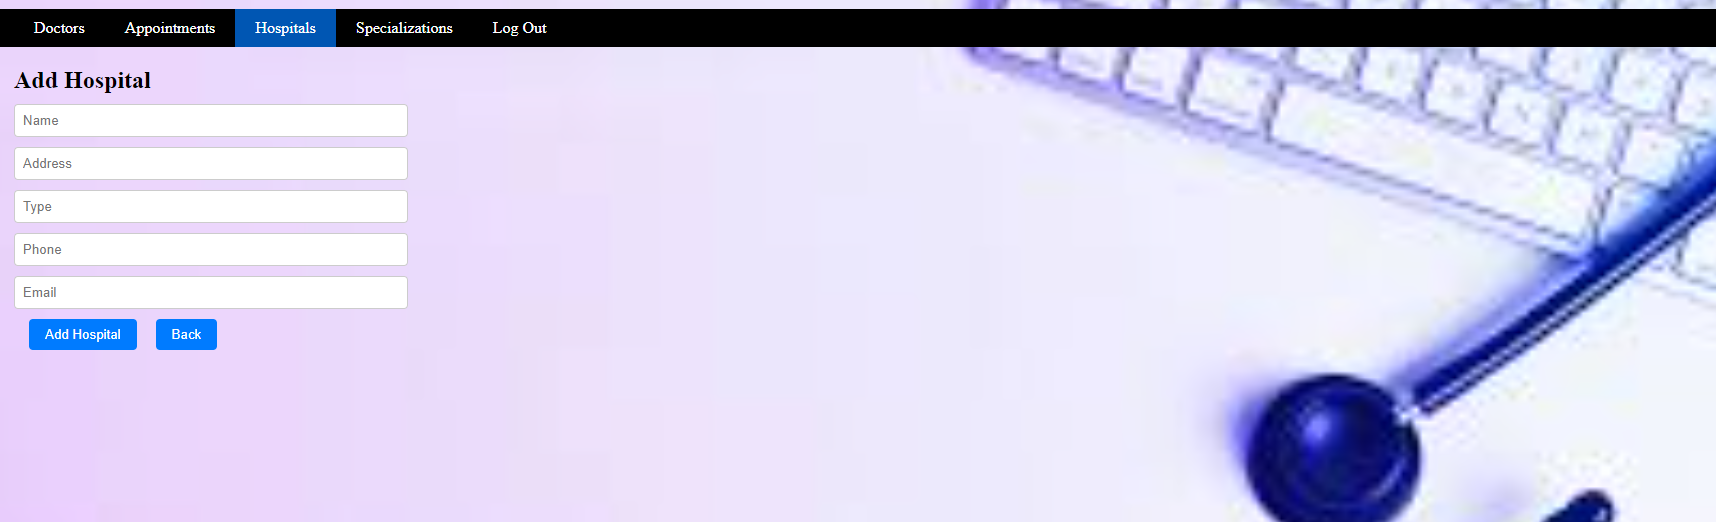 Doctors Appointments Hospitals Specializations Log Out
Add Hospital
Name
Address
Type
Phone
Email
Add Hospital Back